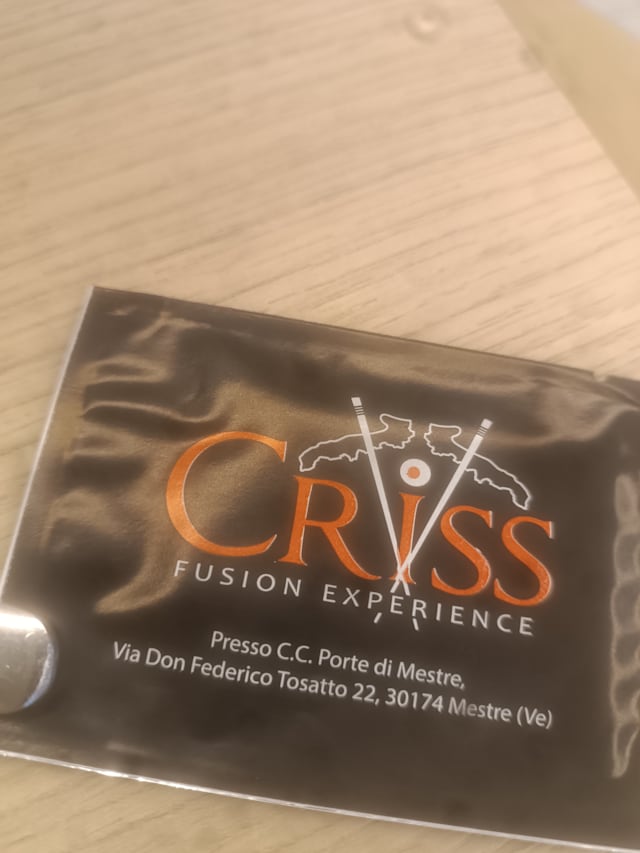 CRISS
FUSION EXPERIENCE
Presso C.C. Porte di Mestre,
Via Don Federico Tosatto 22, 30174 Mestre (Ve)